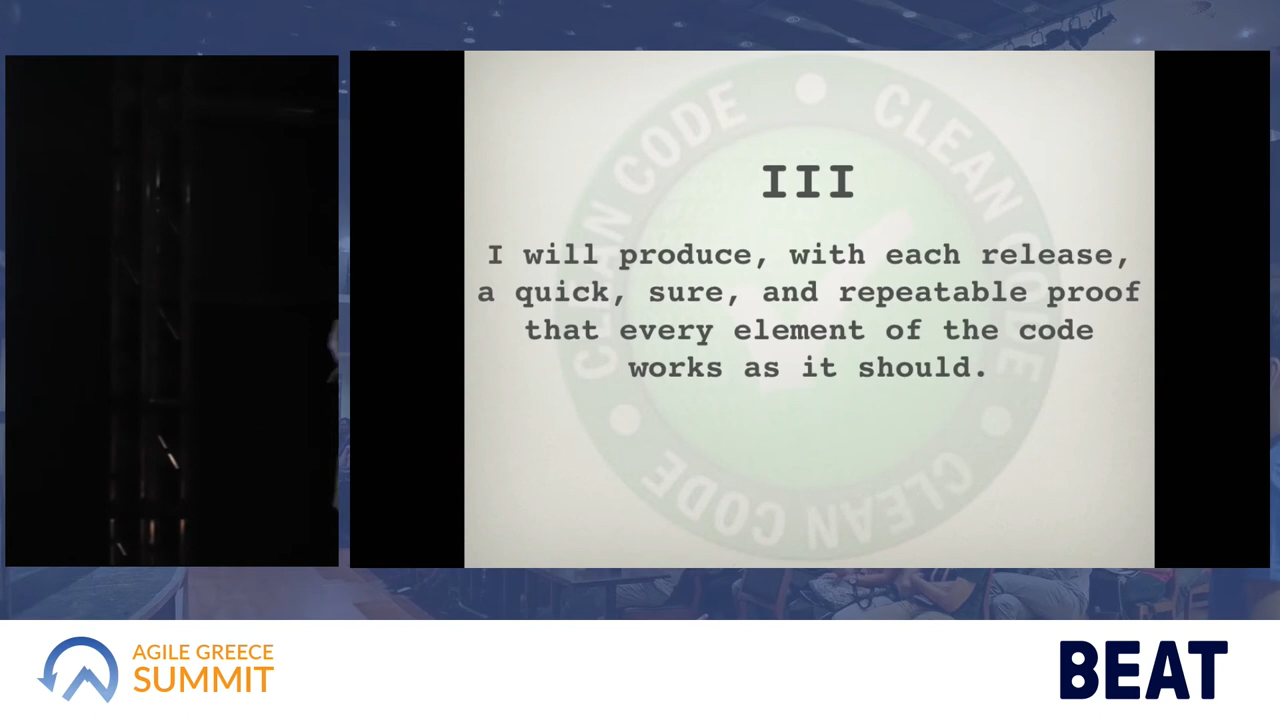 III
I will produce, with each release,
a quick, sure, and repeatable proof
that every element of the code
works as it should.
CLEAN CODE
CLEAN CODE
CLEAN CODE
AGILE GREECE
SUMMIT
BEAT